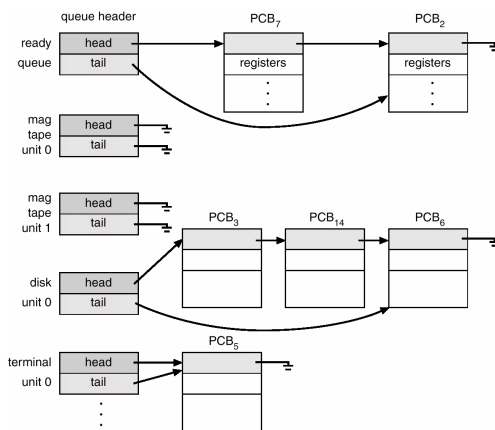 queue header PCB7 PCB2
ready head
queue tail registers registers
mag head
tape
unit 0 tail
mag head
tape
unit 1 tail
PCB3 PCB14 PCB6
disk head
unit 0 tail
PCB5
terminal head
unit 0 tail